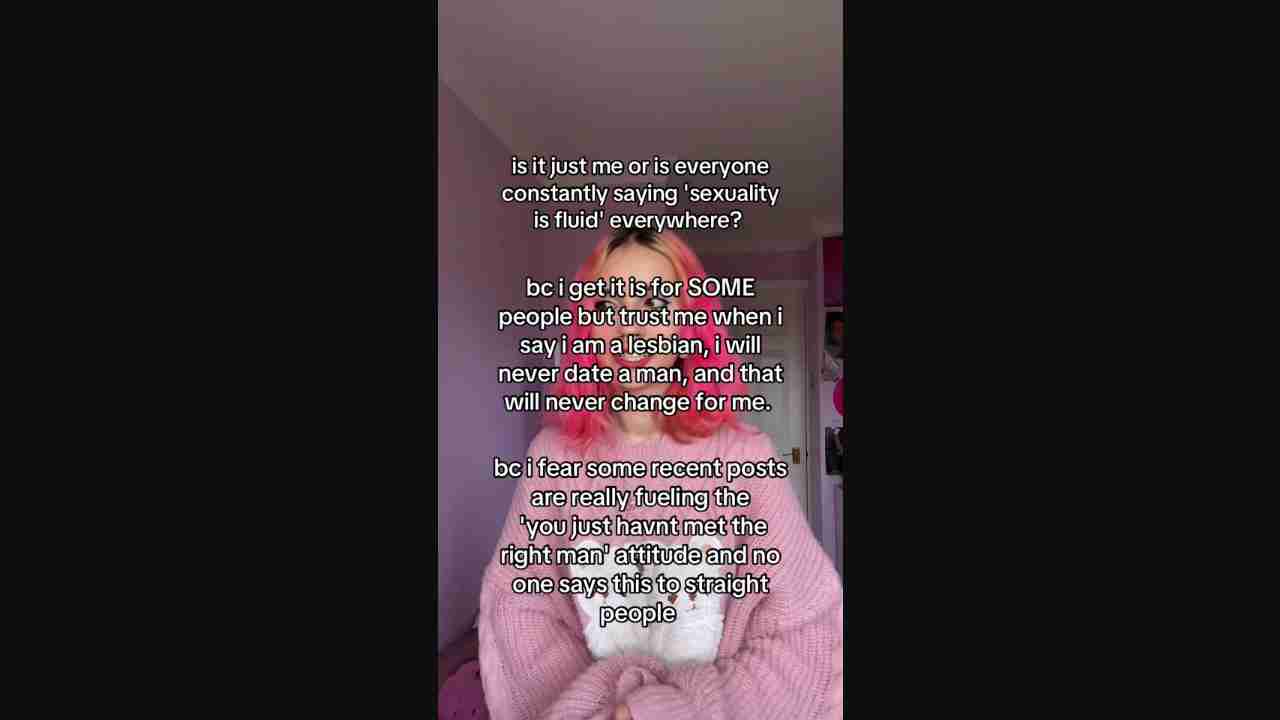 is it just me or is everyone
constantly saying 'sexuality
is fluid' everywhere?
bc i get it is for SOME
people but trust me when i
say i am a lesbian, i will
never date a man, and that
will never change for me.
bc i fear some recent posts
are really fueling the
'you just havnt met the
right man' attitude and no
one says this to straight
people